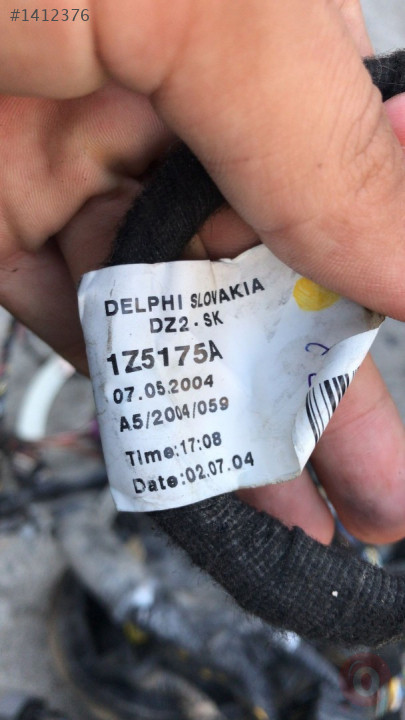 #1412376
DELPHI SLOVAKIA
DZ2.SK
1Z5175A
07.05.2004
A5/2004/059
Time:17:08
Date:02.07.04